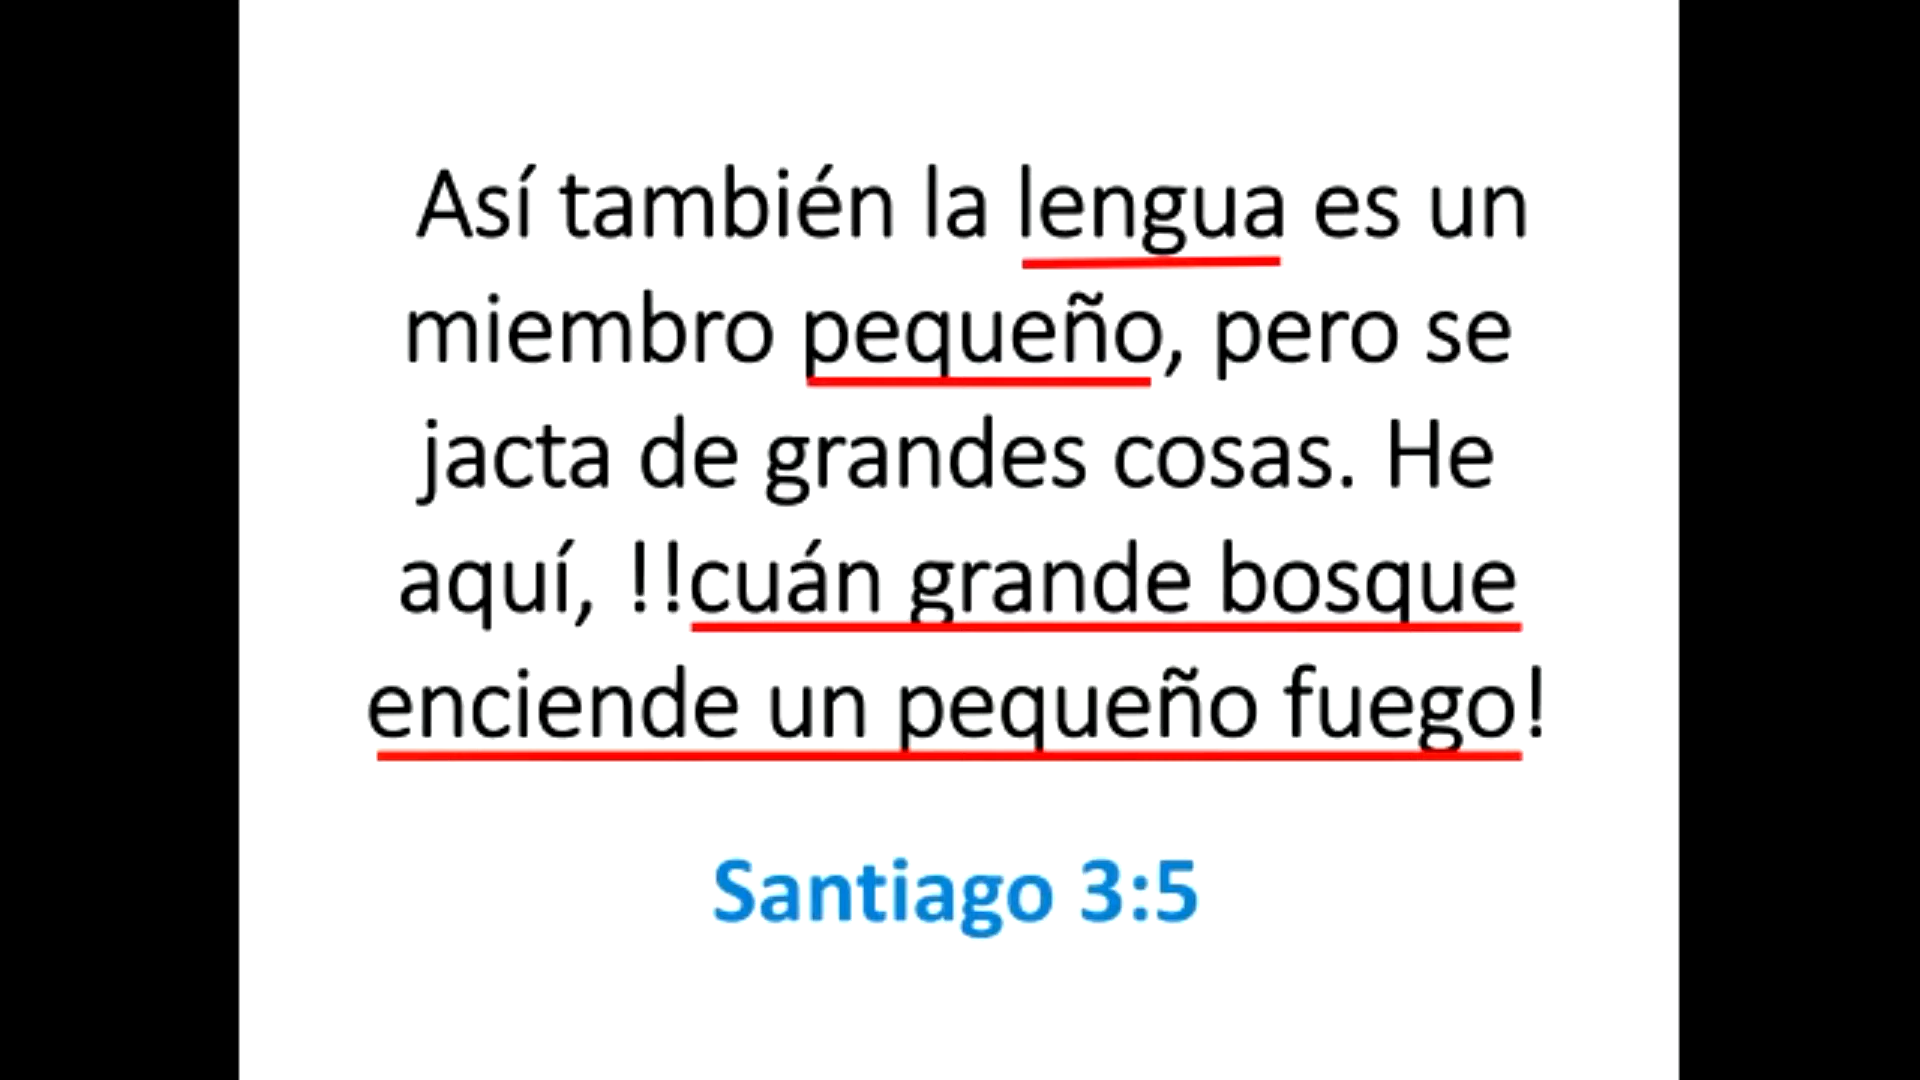 Así también la lengua es un
miembro pequeño, pero se
jacta de grandes cosas. He
aquí, !!cuán grande bosque
enciende un pequeño fuego!
Santiago 3:5